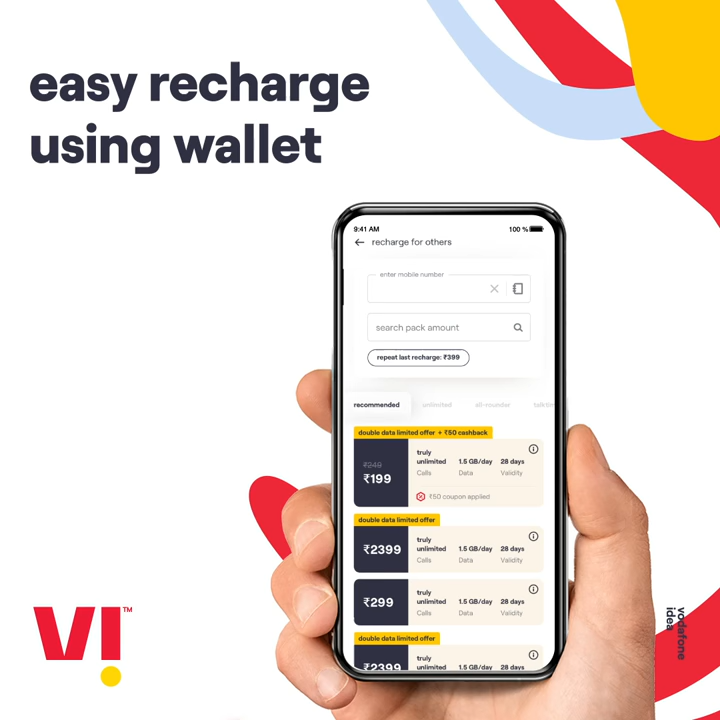 easy recharge
using wallet
9:41 AM
100 %
recharge for others
enter mobile number
search pack amount
repeat last recharge: ₹399
recommended unlimited all-rounder
double data limited offer + ₹50 cashback
₹249
₹199
truly
unlimited 1.5 GB/day 28 days
Calls Data Validity
₹50 coupon applied
double data limited offer
₹2399
truly
unlimited 1.5 GB/day 28 days
Calls Data Validity
₹299
truly
unlimited 1.5 GB/day 28 days
Calls Data Validity
double data limited offer
₹2399
truly
unlimited 1.5 GB/day 28 days
VI™
vodafone
idea